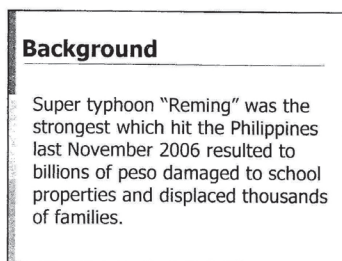 Background
Super typhoon “Reming” was the
strongest which hit the Philippines
last November 2006 resulted to
billions of peso damaged to school
properties and displaced thousands
of families.